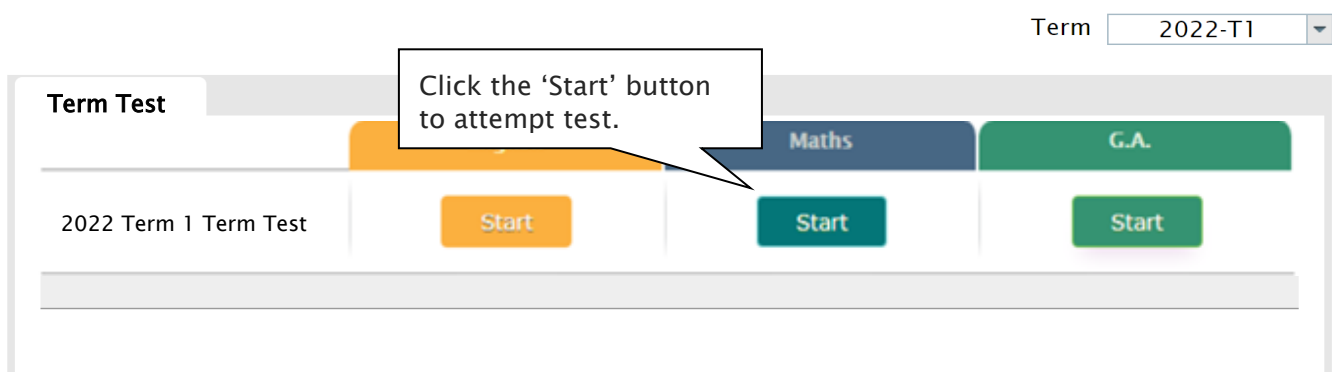 Term 2022-T1
Click the ‘Start’ button
to attempt test.
Term Test
Maths G.A.
2022 Term 1 Term Test Start Start Start